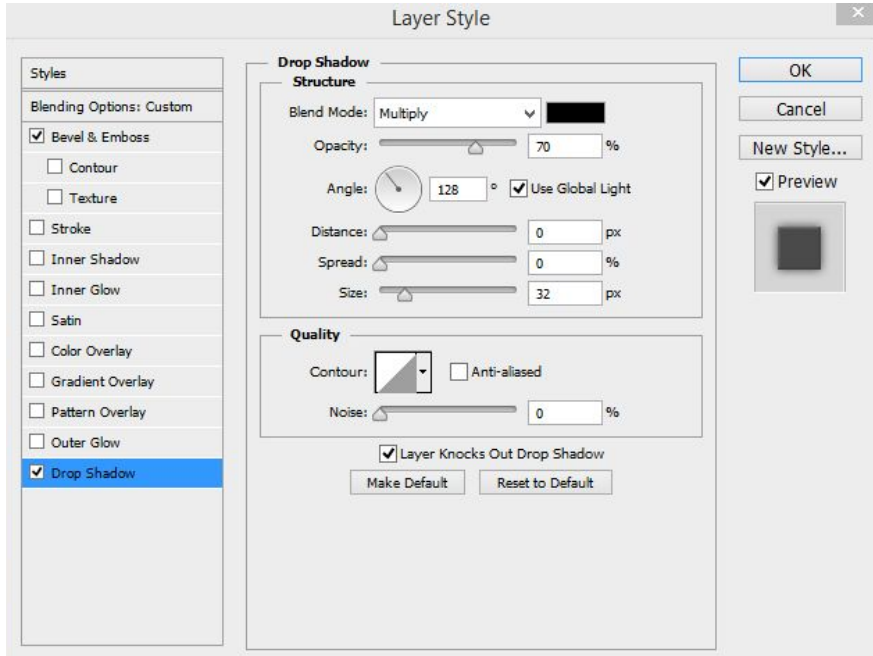 Layer Style
Styles
Blending Options: Custom
Bevel & Emboss
Contour
Texture
Stroke
Inner Shadow
Inner Glow
Satin
Color Overlay
Gradient Overlay
Pattern Overlay
Outer Glow
Drop Shadow
Drop Shadow
Structure
Blend Mode: Multiply
Opacity: 70 %
Angle: 128 ° Use Global Light
Distance: 0 px
Spread: 0 %
Size: 32 px
Quality
Contour: Anti-aliased
Noise: 0 %
Layer Knocks Out Drop Shadow
Make Default Reset to Default
OK
Cancel
New Style...
Preview